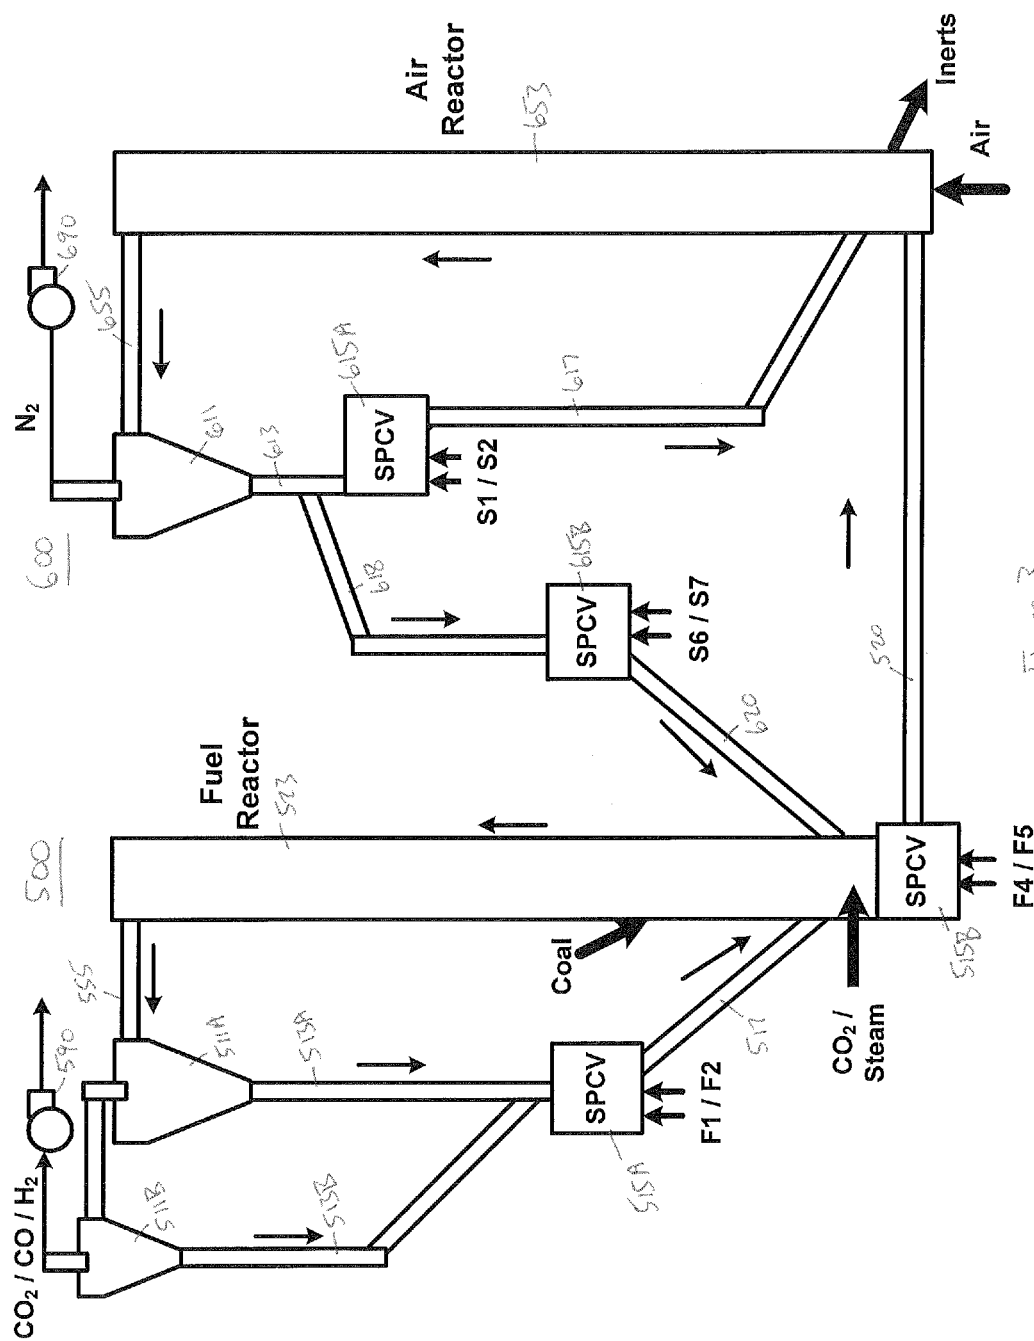 CO₂ / CO / H₂
590
500
555
511B
511A
513B
513A
Fuel
Reactor
523
Coal
F1 / F2
SPCV
515A
517
CO₂ /
Steam
SPCV
515B
F4 / F5
600
N₂
690
655
611
613
618
SPCV
615A
S1 / S2
617
SPCV
615B
S6 / S7
620
520
Air
Reactor
653
Inerts
Air